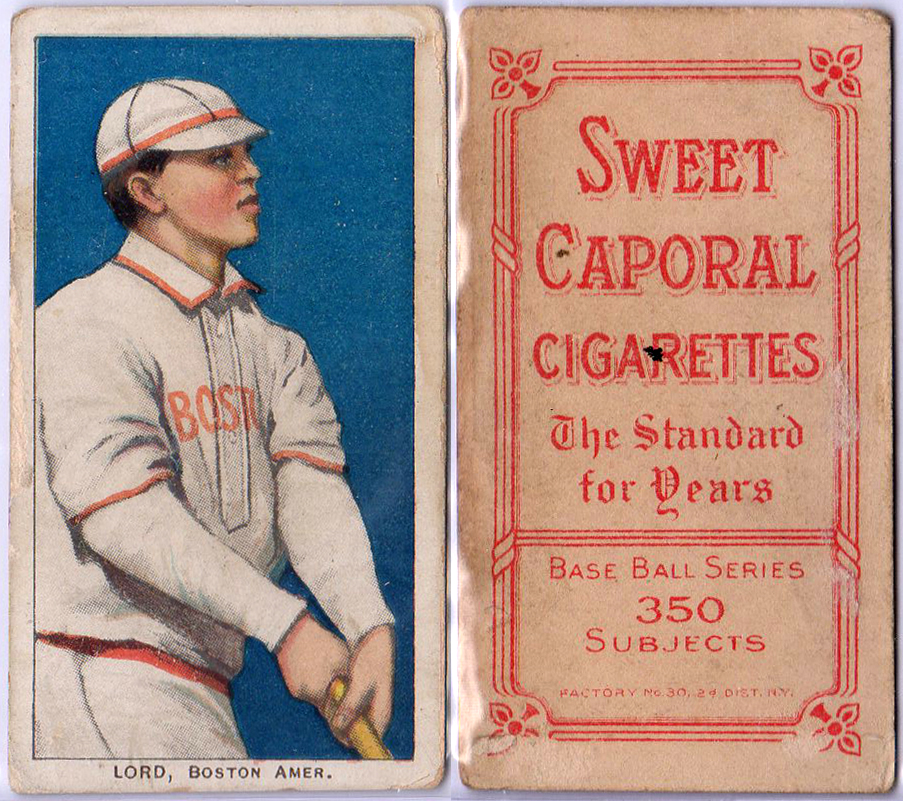 BOST
LORD, BOSTON AMER.
SWEET
CAPORAL
CIGARETTES
The Standard
for Years
BASE BALL SERIES
350
SUBJECTS
FACTORY No. 30, 2d DIST. N.Y.